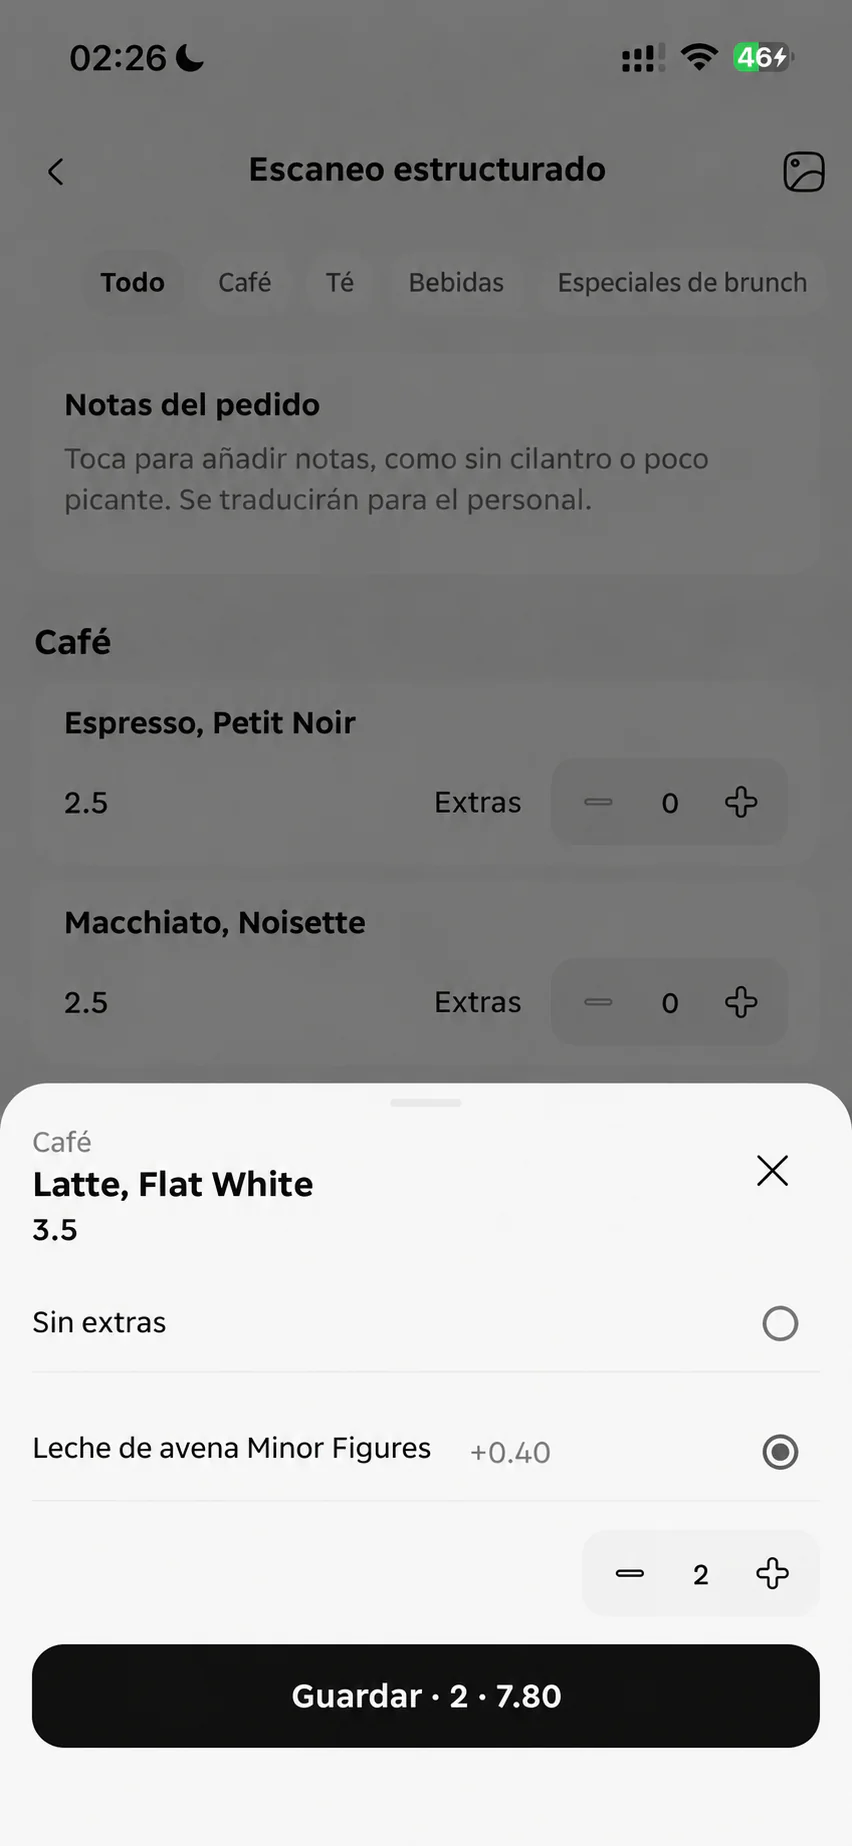 02:26
46
Escaneo estructurado
Todo Café Té Bebidas Especiales de brunch
Notas del pedido
Toca para añadir notas, como sin cilantro o poco
picante. Se traducirán para el personal.
Café
Espresso, Petit Noir
2.5 Extras 0
Macchiato, Noisette
2.5 Extras 0
Café
Latte, Flat White
3.5
Sin extras
Leche de avena Minor Figures +0.40
2
Guardar · 2 · 7.80